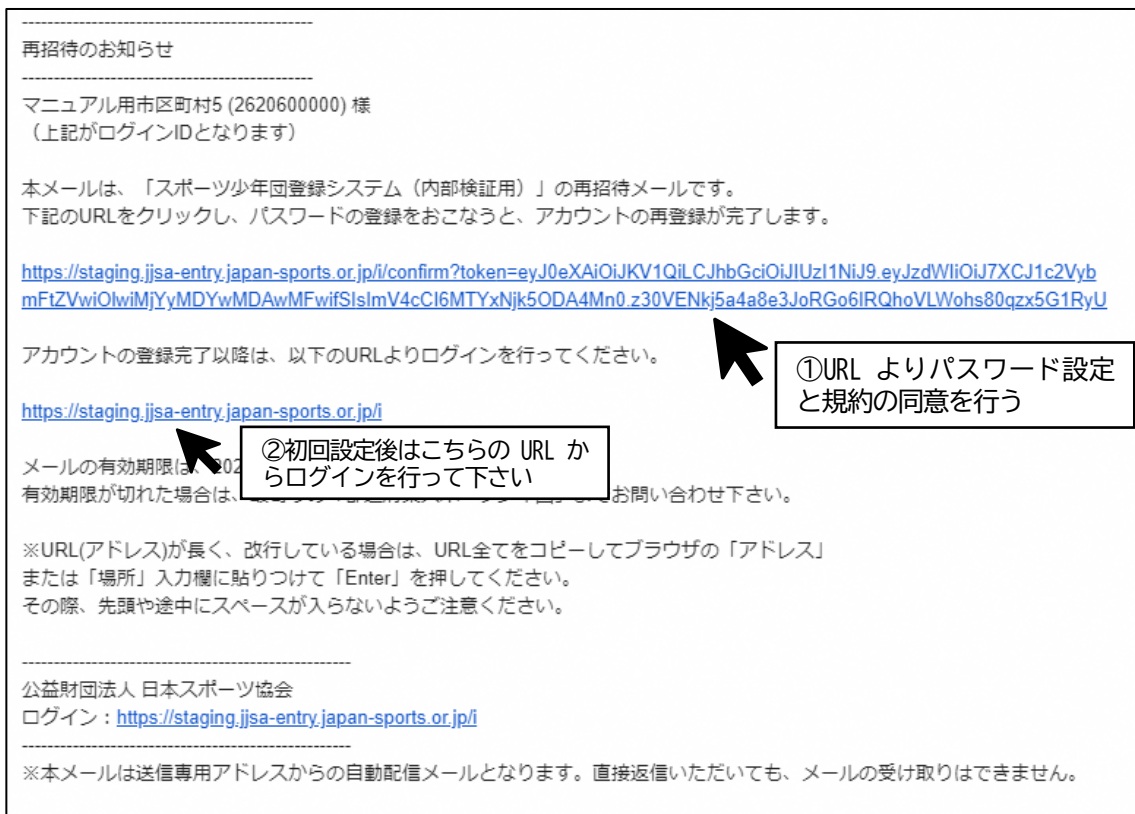 ----------------------------------------------
再招待のお知らせ
----------------------------------------------
マニュアル用市区町村5 (2620600000) 様
（上記がログインIDとなります）
本メールは、「スポーツ少年団登録システム（内部検証用）」の再招待メールです。
下記のURLをクリックし、パスワードの登録をおこなうと、アカウントの再登録が完了します。
https://staging.jjsa-entry.japan-sports.or.jp/i/confirm?token=eyJ0eXAiOiJKV1QiLCJhbGciOiJIUzI1NiJ9.eyJzdWIiOiJ7XCJ1c2Vyb
mFtZVwiOlwiMjYyMDYwMDAwMFwifSIsImV4cCI6MTYxNjk5ODA4Mn0.z30VENkj5a4a8e3JoRGo6IRQhoVLWohs80qzx5G1RyU
アカウントの登録完了以降は、以下のURLよりログインを行ってください。
①URL よりパスワード設定
と規約の同意を行う
https://staging.jjsa-entry.japan-sports.or.jp/i
②初回設定後はこちらの URL か
らログインを行って下さい
メールの有効期限は、202
有効期限が切れた場合は、お問い合わせ下さい。
※URL(アドレス)が長く、改行している場合は、URL全てをコピーしてブラウザの「アドレス」
または「場所」入力欄に貼りつけて「Enter」を押してください。
その際、先頭や途中にスペースが入らないようご注意ください。
----------------------------------------------------
公益財団法人 日本スポーツ協会
ログイン：https://staging.jjsa-entry.japan-sports.or.jp/i
----------------------------------------------------
※本メールは送信専用アドレスからの自動配信メールとなります。直接返信いただいても、メールの受け取りはできません。